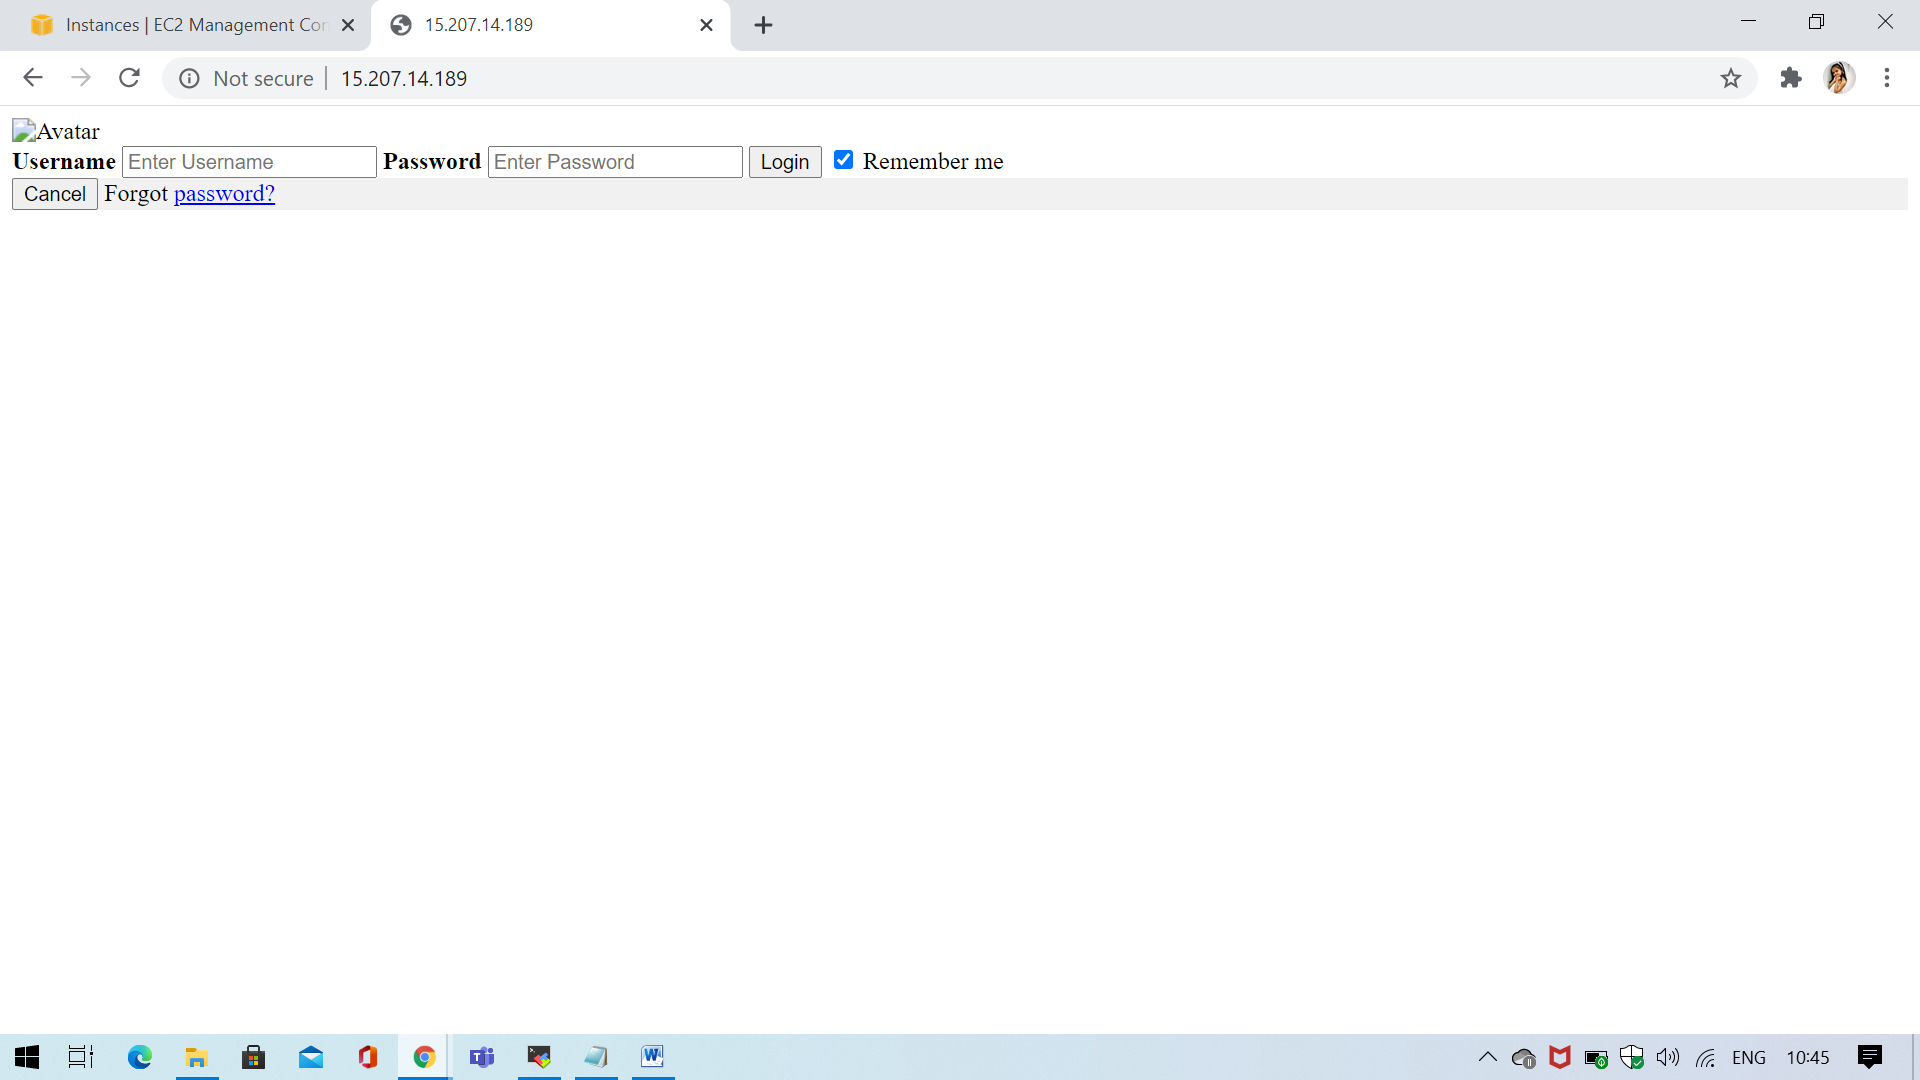 Instances | EC2 Management Con
15.207.14.189
Not secure
15.207.14.189
Avatar
Username Enter Username Password Enter Password Login Remember me
Cancel Forgot password?
ENG 10:45